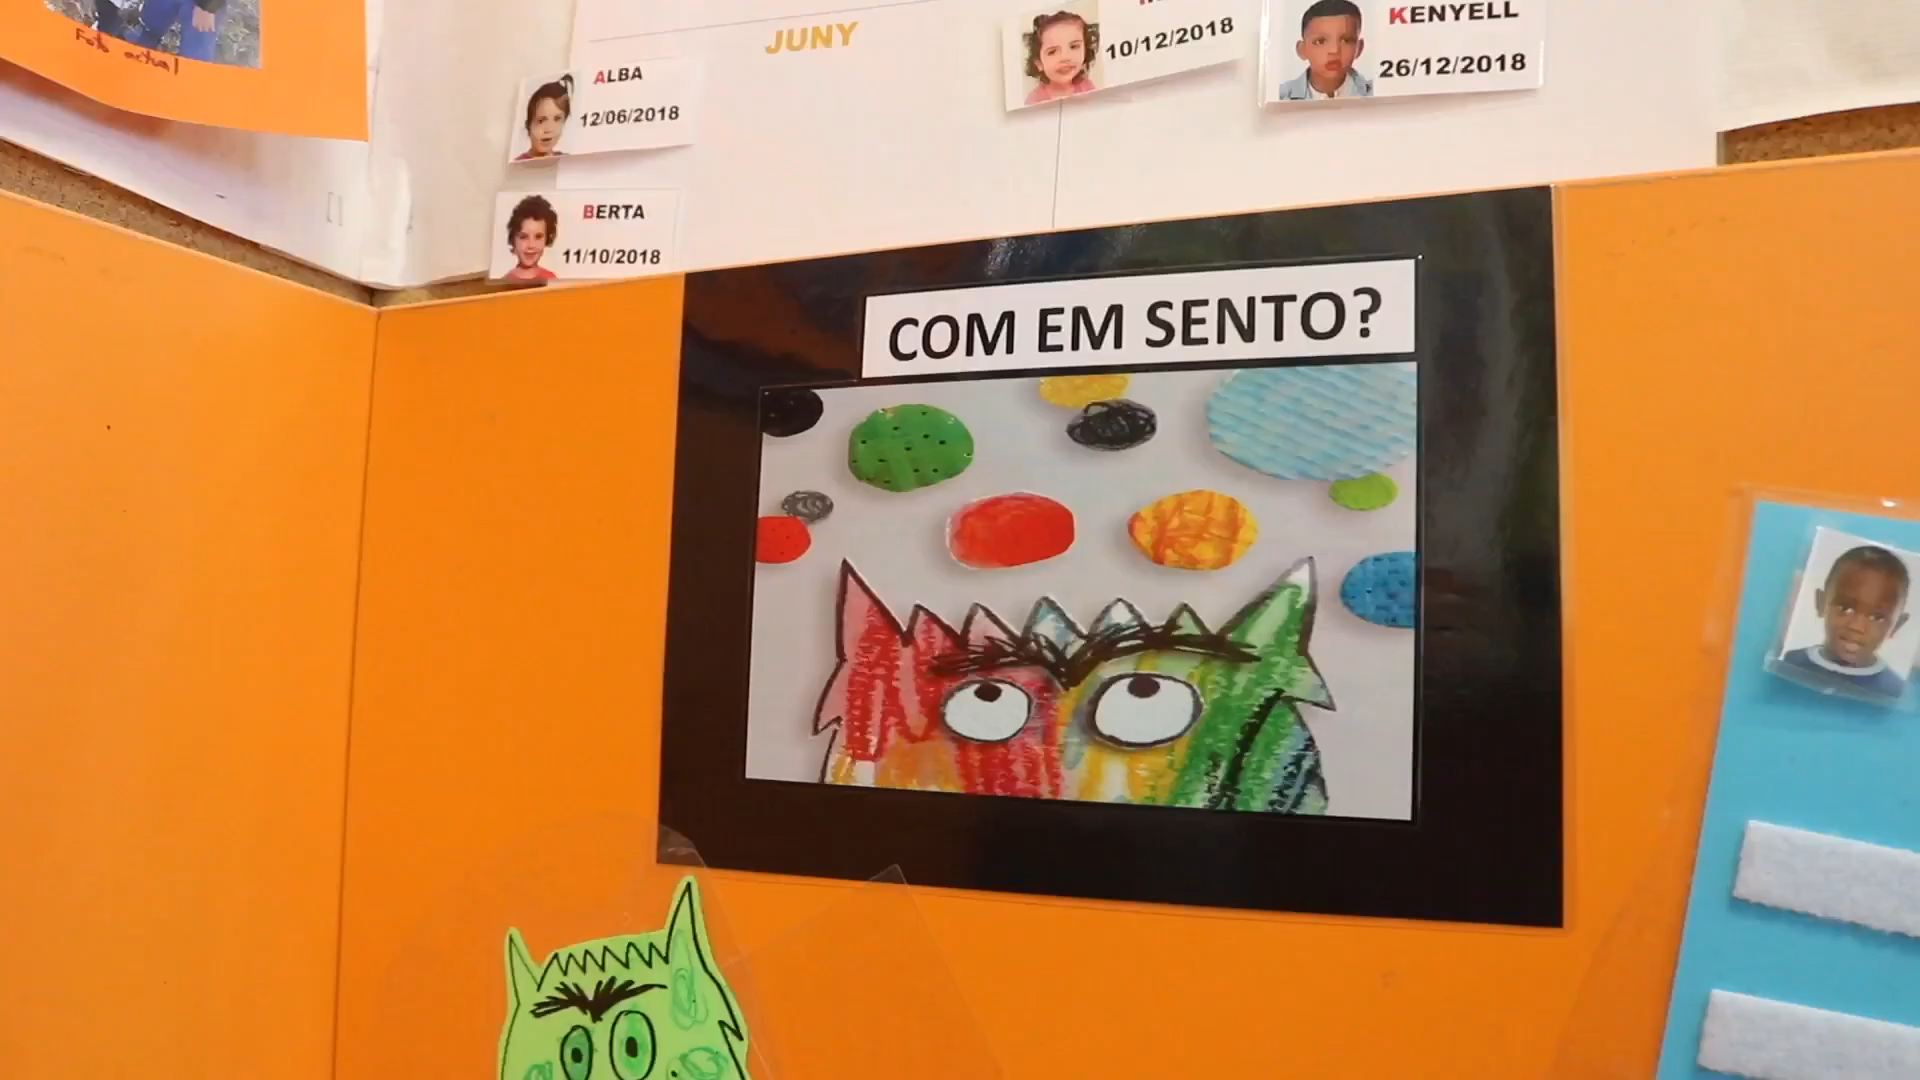 Foto actual
JUNY
ALBA
12/06/2018
BERTA
11/10/2018
10/12/2018
KENYELL
26/12/2018
COM EM SENTO?